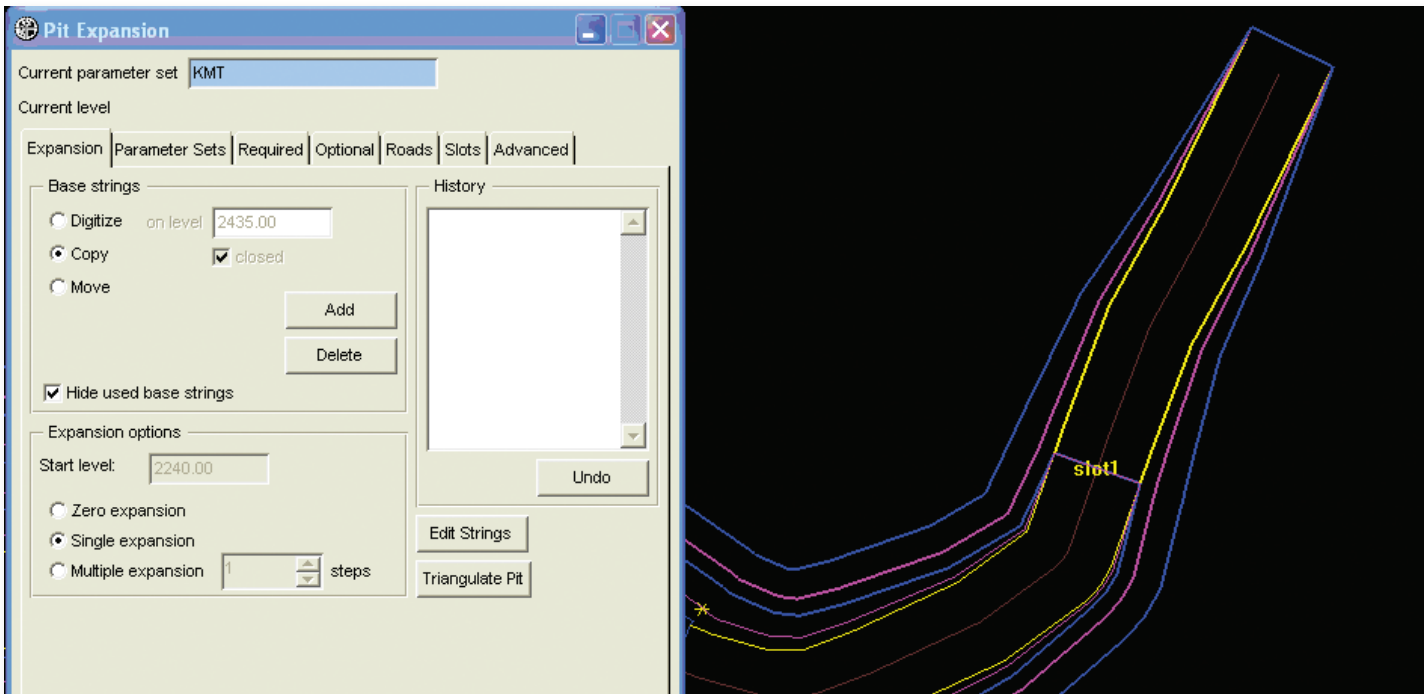 Pit Expansion
Current parameter set KMT
Current level
Expansion Parameter Sets Required Optional Roads Slots Advanced
Base strings
Digitize on level 2435.00
Copy closed
Move
Add
Delete
Hide used base strings
History
Undo
Expansion options
Start level: 2240.00
Zero expansion
Single expansion
Multiple expansion 1 steps
Edit Strings
Triangulate Pit
slot1